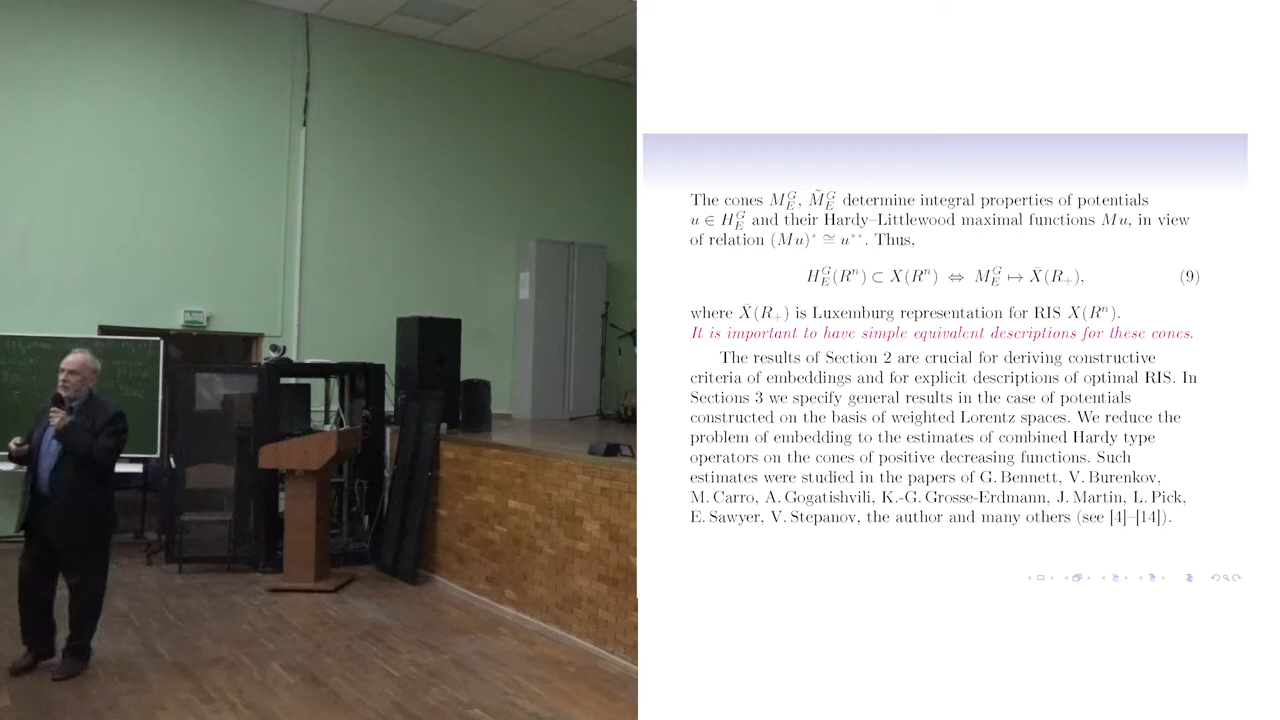 The cones $M_E^G$, $\tilde{M}_E^G$ determine integral properties of potentials
$u \in H_E^G$ and their Hardy–Littlewood maximal functions $Mu$, in view
of relation $(Mu)^* \cong u^{**}$. Thus,
$H_E^G(R^n) \subset X(R^n) \Leftrightarrow M_E^G \mapsto \bar{X}(R_+),$ (9)
where $\bar{X}(R_+)$ is Luxemburg representation for RIS $X(R^n)$.
It is important to have simple equivalent descriptions for these cones.
The results of Section 2 are crucial for deriving constructive
criteria of embeddings and for explicit descriptions of optimal RIS. In
Sections 3 we specify general results in the case of potentials
constructed on the basis of weighted Lorentz spaces. We reduce the
problem of embedding to the estimates of combined Hardy type
operators on the cones of positive decreasing functions. Such
estimates were studied in the papers of G. Bennett, V. Burenkov,
M. Carro, A. Gogatishvili, K.-G. Grosse-Erdmann, J. Martin, L. Pick,
E. Sawyer, V. Stepanov, the author and many others (see [4]–[14]).